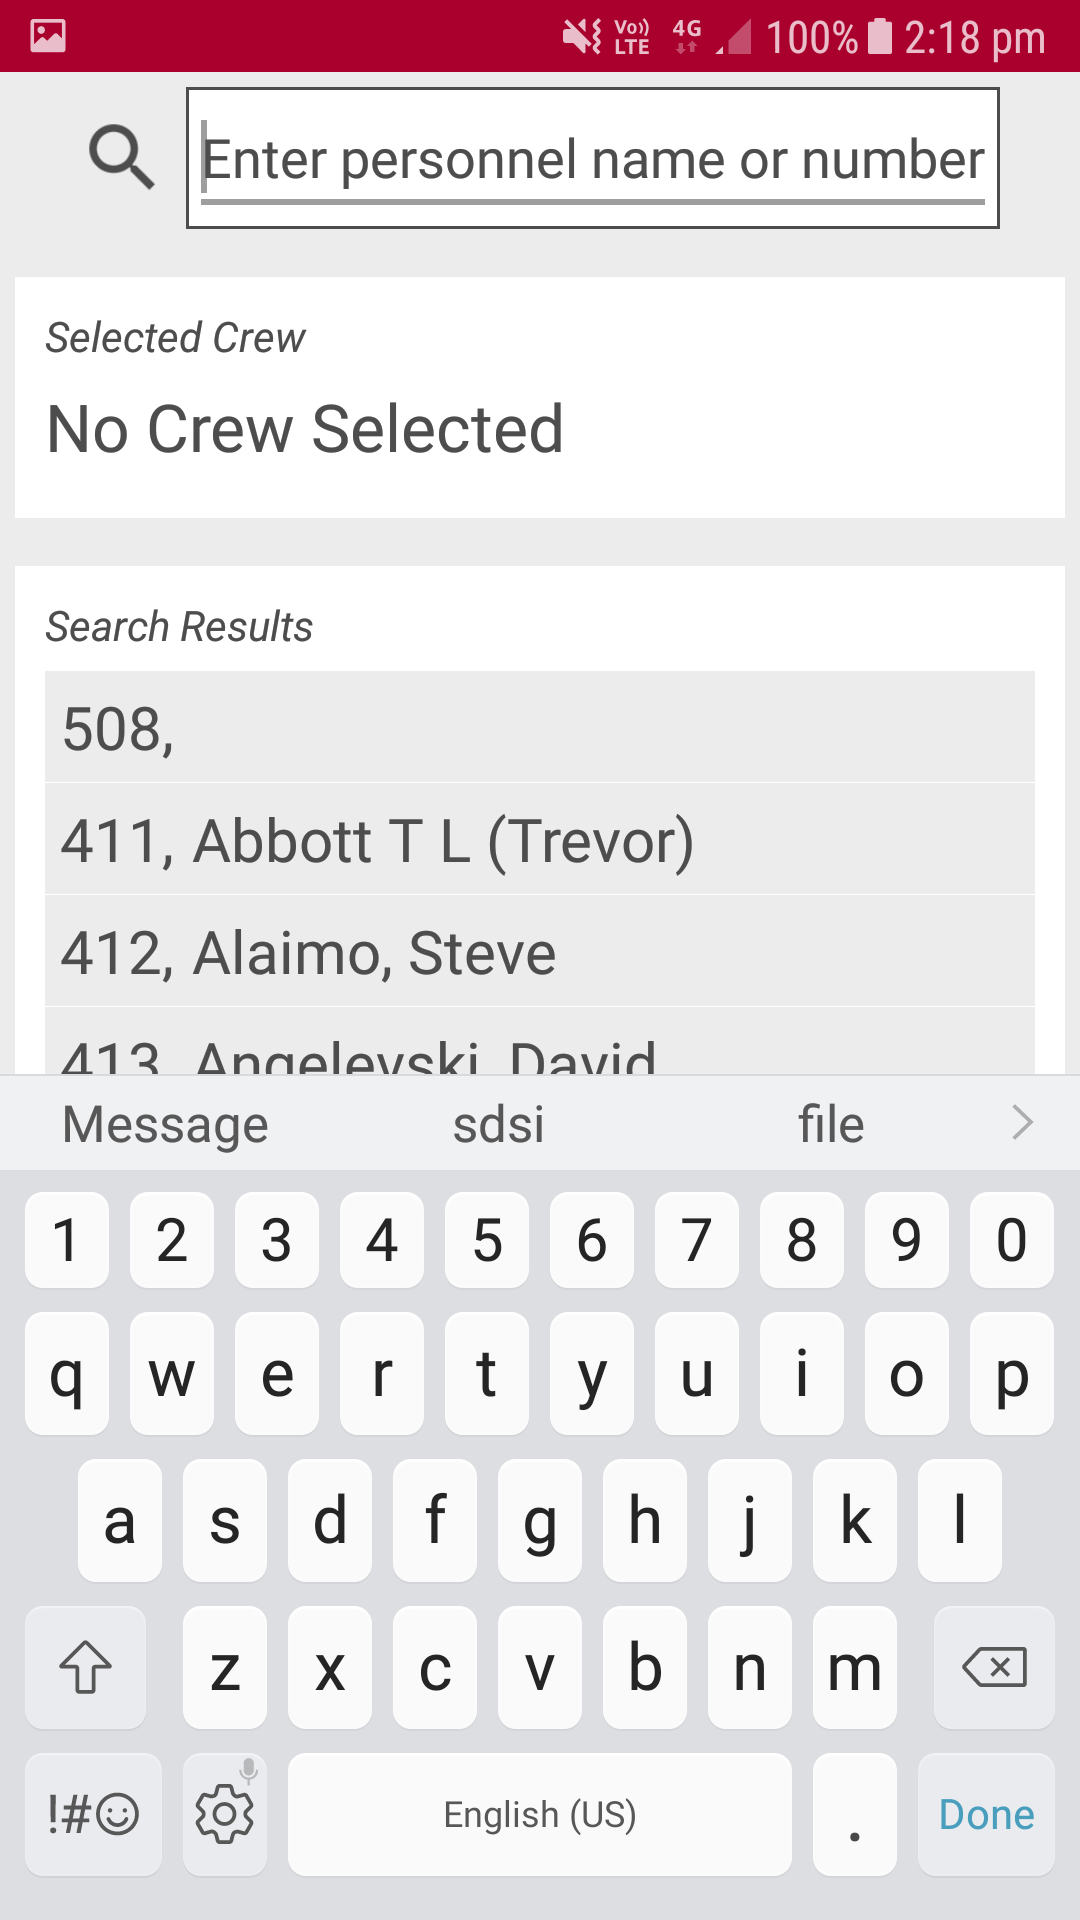 Vo)) LTE 4G 100% 2:18 pm
Enter personnel name or number
Selected Crew
No Crew Selected
Search Results
508,
411, Abbott T L (Trevor)
412, Alaimo, Steve
413, Angelevski, David
Message sdsi file
1 2 3 4 5 6 7 8 9 0
q w e r t y u i o p
a s d f g h j k l
z x c v b n m
!#☺ English (US) . Done